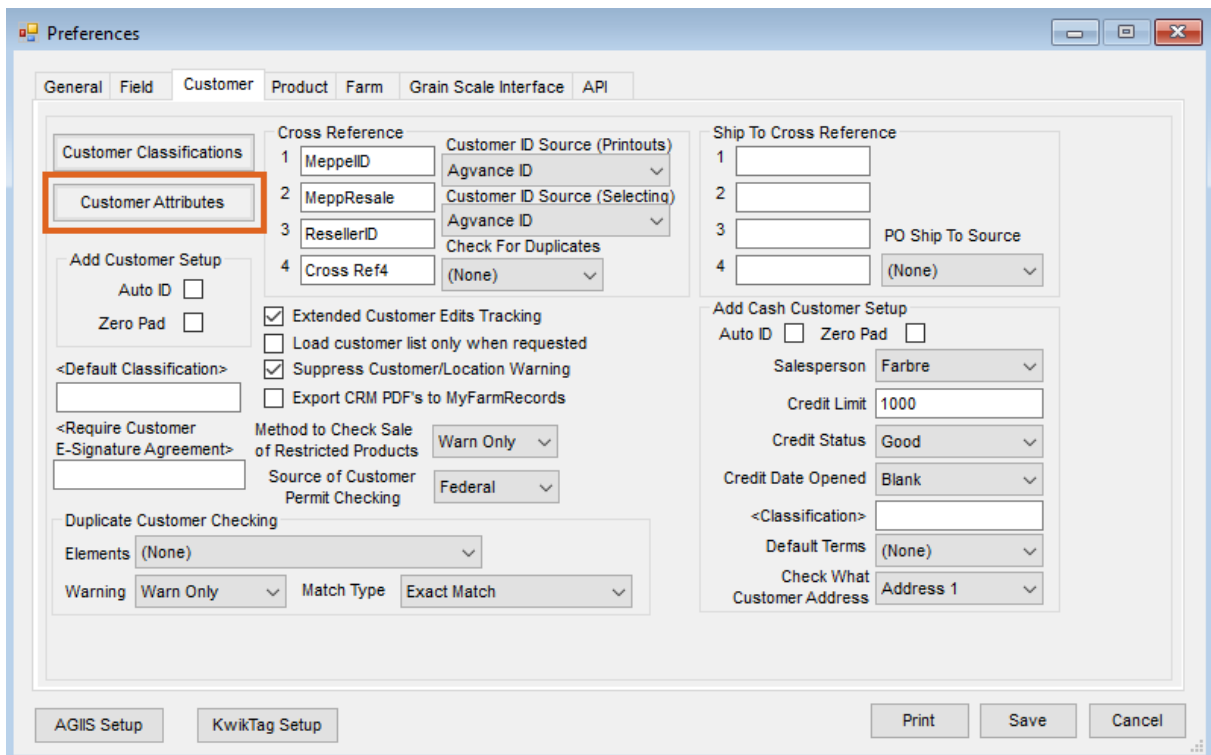 Preferences
General Field Customer Product Farm Grain Scale Interface API
Customer Classifications
Customer Attributes
Add Customer Setup
Auto ID
Zero Pad
<Default Classification>
<Require Customer
E-Signature Agreement>
Cross Reference
1 MeppelID
2 MeppResale
3 ResellerID
4 Cross Ref4
Customer ID Source (Printouts)
Agvance ID
Customer ID Source (Selecting)
Agvance ID
Check For Duplicates
(None)
Extended Customer Edits Tracking
Load customer list only when requested
Suppress Customer/Location Warning
Export CRM PDF's to MyFarmRecords
Method to Check Sale
of Restricted Products
Warn Only
Source of Customer
Permit Checking
Federal
Duplicate Customer Checking
Elements (None)
Warning Warn Only Match Type Exact Match
Ship To Cross Reference
1
2
3
4
PO Ship To Source
(None)
Add Cash Customer Setup
Auto ID Zero Pad
Salesperson Farbre
Credit Limit 1000
Credit Status Good
Credit Date Opened Blank
<Classification>
Default Terms (None)
Check What
Customer Address
Address 1
AGIIS Setup KwikTag Setup Print Save Cancel